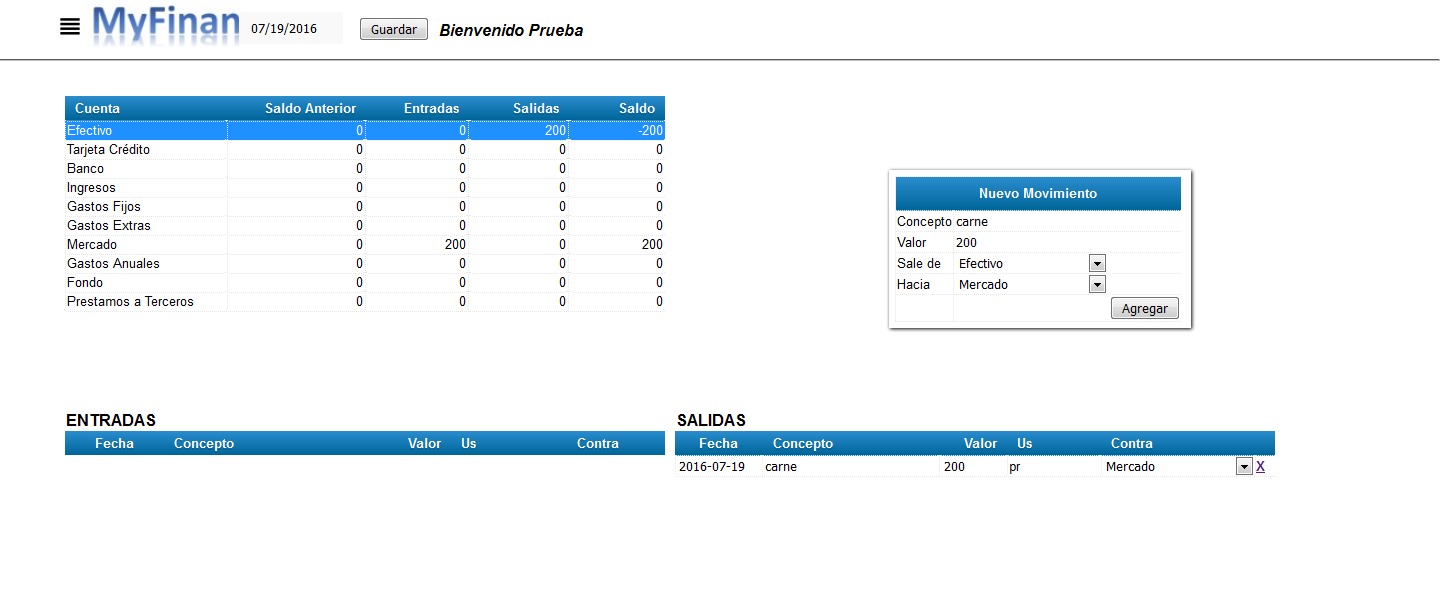 MyFinan 07/19/2016 Guardar Bienvenido Prueba
Cuenta Saldo Anterior Entradas Salidas Saldo
Efectivo 0 0 200 -200
Tarjeta Crédito 0 0 0 0
Banco 0 0 0 0
Ingresos 0 0 0 0
Gastos Fijos 0 0 0 0
Gastos Extras 0 0 0 0
Mercado 0 200 0 200
Gastos Anuales 0 0 0 0
Fondo 0 0 0 0
Prestamos a Terceros 0 0 0 0
Nuevo Movimiento
Concepto carne
Valor 200
Sale de Efectivo
Hacia Mercado
Agregar
ENTRADAS
Fecha Concepto Valor Us Contra
SALIDAS
Fecha Concepto Valor Us Contra
2016-07-19 carne 200 pr Mercado X